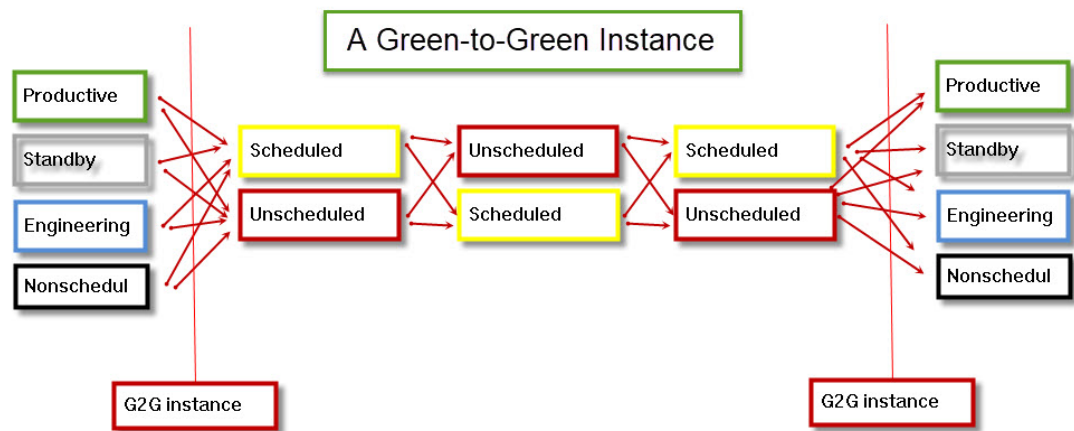 A Green-to-Green Instance
Productive
Standby
Engineering
Nonschedul
Scheduled
Unscheduled
Unscheduled
Scheduled
Scheduled
Unscheduled
Productive
Standby
Engineering
Nonschedul
G2G instance
G2G instance